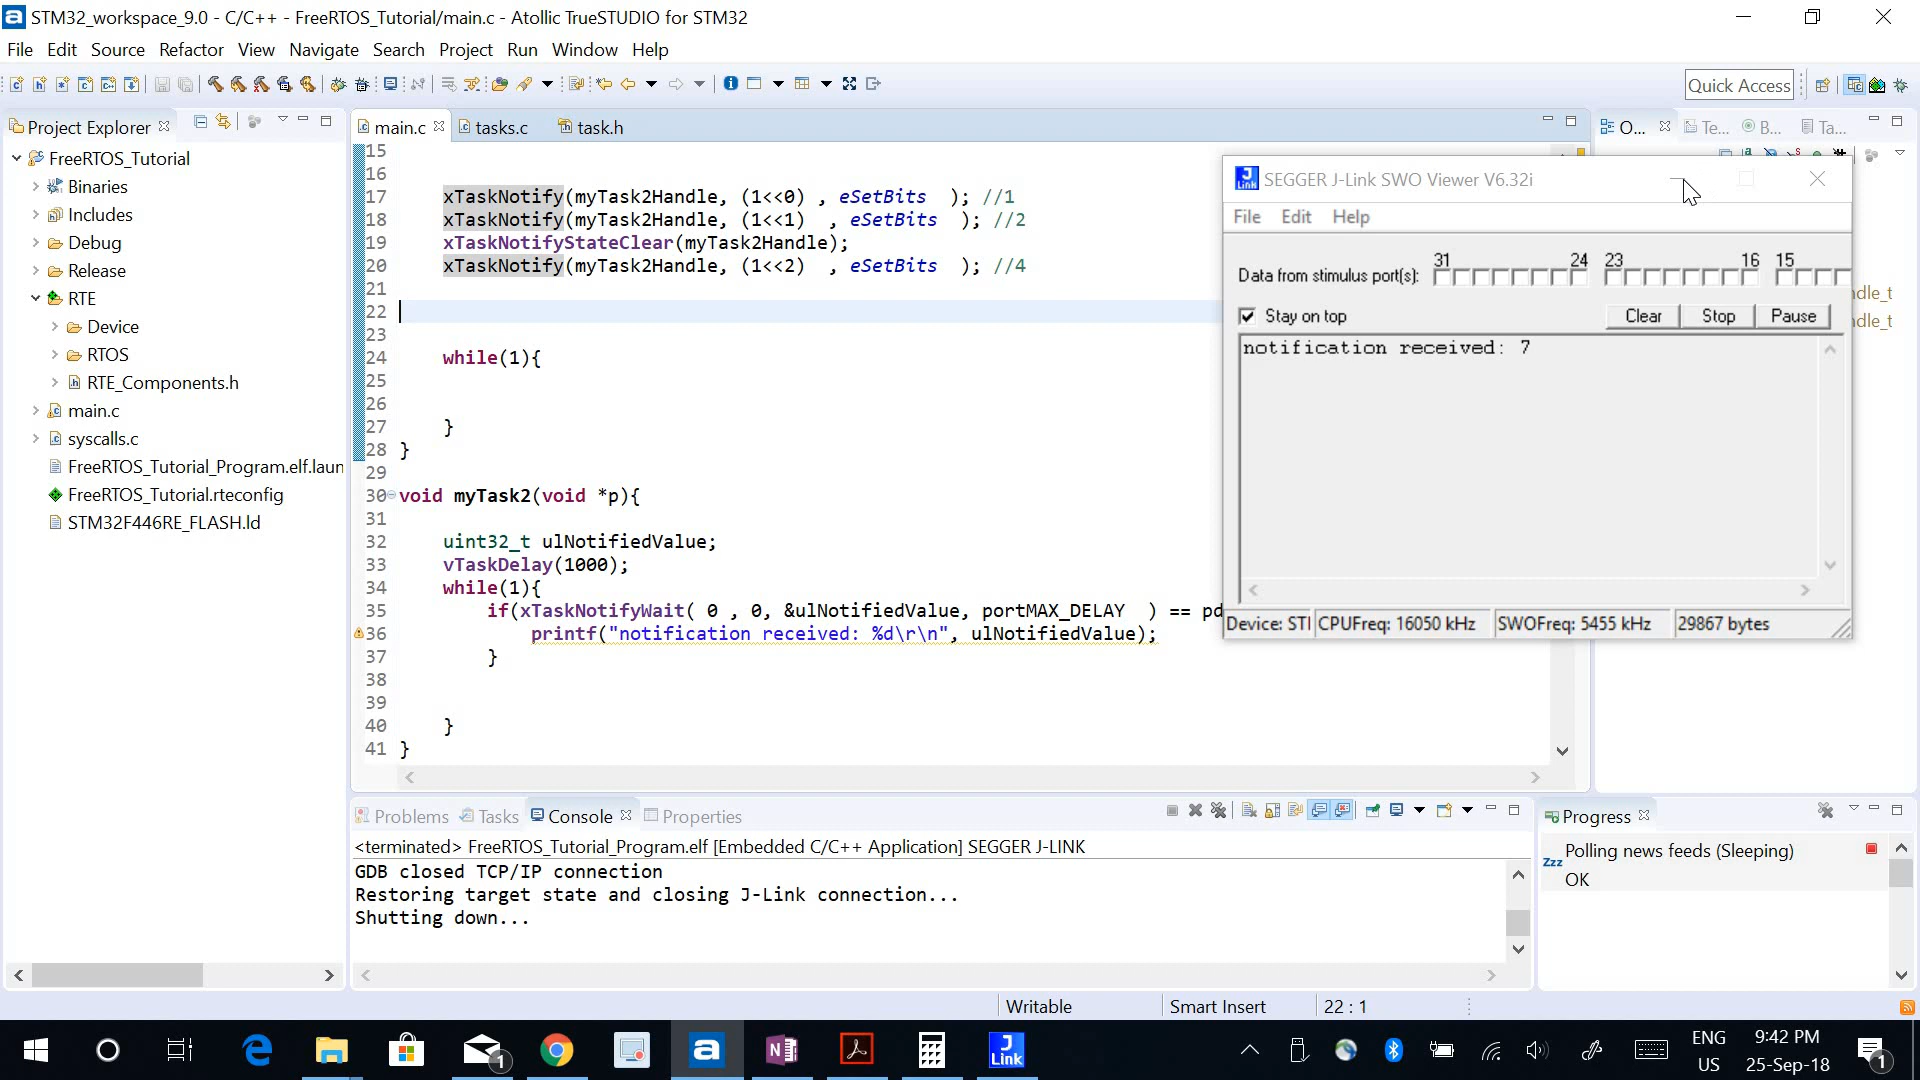 STM32_workspace_9.0 - C/C++ - FreeRTOS_Tutorial/main.c - Atollic TrueSTUDIO for STM32
File Edit Source Refactor View Navigate Search Project Run Window Help
Quick Access
Project Explorer
FreeRTOS_Tutorial
Binaries
Includes
Debug
Release
RTE
Device
RTOS
RTE_Components.h
main.c
syscalls.c
FreeRTOS_Tutorial_Program.elf.laun
FreeRTOS_Tutorial.rteconfig
STM32F446RE_FLASH.ld
main.c tasks.c task.h
15
16
17 xTaskNotify(myTask2Handle, (1<<0) , eSetBits ); //1
18 xTaskNotify(myTask2Handle, (1<<1) , eSetBits ); //2
19 xTaskNotifyStateClear(myTask2Handle);
20 xTaskNotify(myTask2Handle, (1<<2) , eSetBits ); //4
21
22
23
24 while(1){
25
26
27 }
28 }
29
30 void myTask2(void *p){
31
32 uint32_t ulNotifiedValue;
33 vTaskDelay(1000);
34 while(1){
35 if(xTaskNotifyWait( 0 , 0, &ulNotifiedValue, portMAX_DELAY ) == pd
36 printf("notification received: %d\r\n", ulNotifiedValue);
37 }
38
39
40 }
41 }
O... Te... B... Ta...
ndle_t
ndle_t
SEGGER J-Link SWO Viewer V6.32i
File Edit Help
Data from stimulus port(s): 31 24 23 16 15
Stay on top Clear Stop Pause
notification received: 7
Device: STI CPUFreq: 16050 kHz SWOFreq: 5455 kHz 29867 bytes
Problems Tasks Console Properties
<terminated> FreeRTOS_Tutorial_Program.elf [Embedded C/C++ Application] SEGGER J-LINK
GDB closed TCP/IP connection
Restoring target state and closing J-Link connection...
Shutting down...
Progress
Polling news feeds (Sleeping)
OK
Writable Smart Insert 22 : 1
J Link
ENG
US
9:42 PM
25-Sep-18
1
1